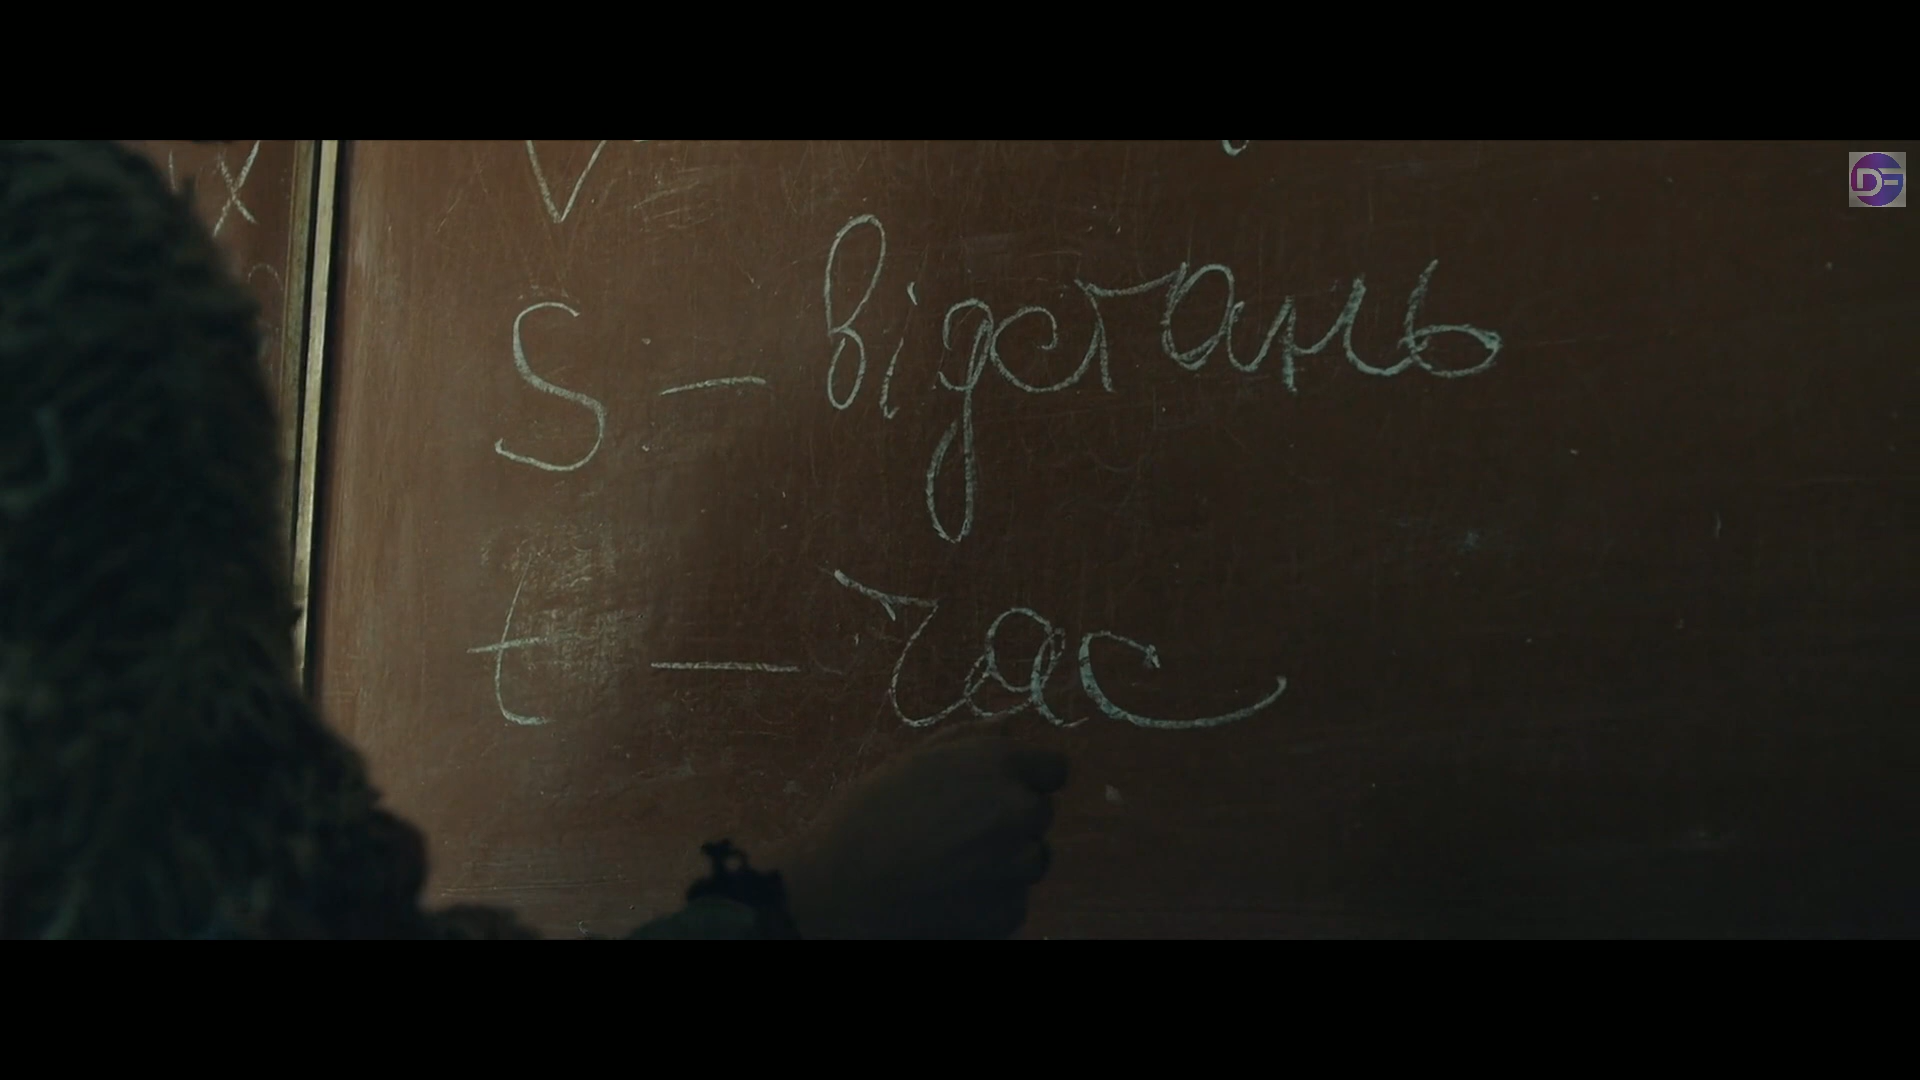 V
S – відстань
t – час